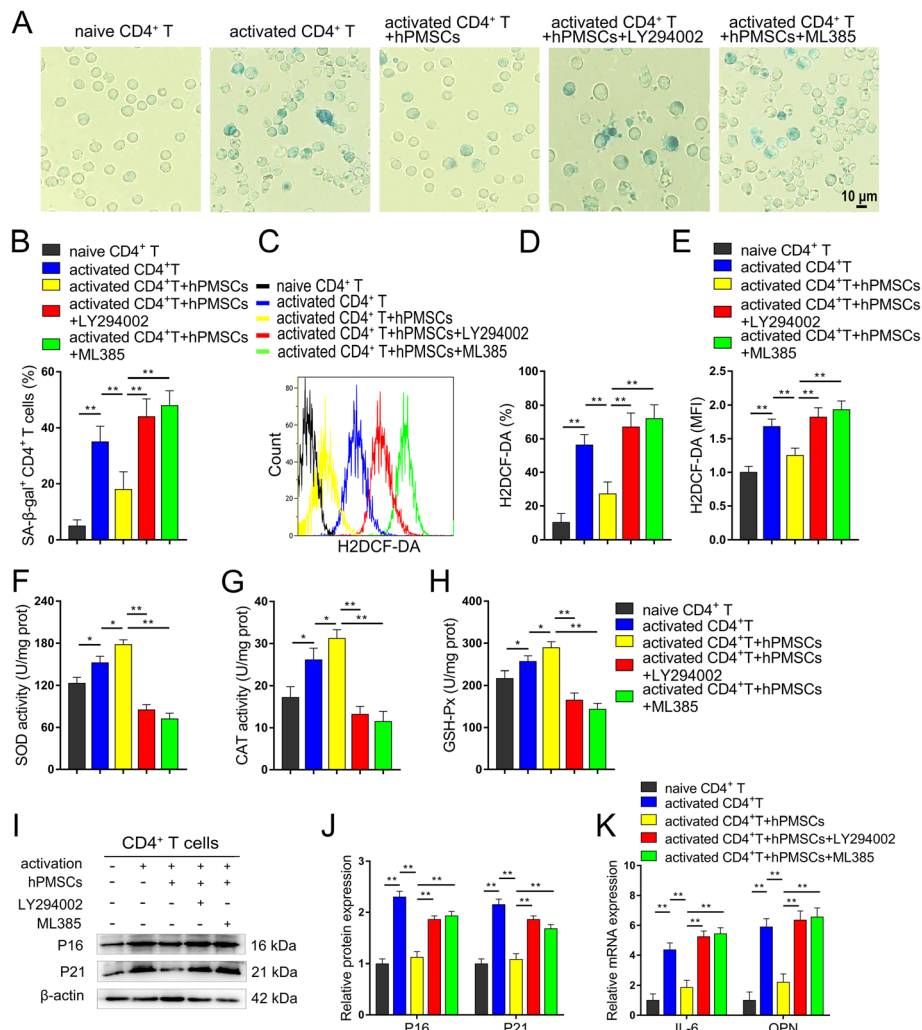 A
naive CD4⁺ T
activated CD4⁺ T
activated CD4⁺ T
+hPMSCs
activated CD4⁺ T
+hPMSCs+LY294002
activated CD4⁺ T
+hPMSCs+ML385
10 μm
B
naive CD4⁺ T
activated CD4⁺T
activated CD4⁺T+hPMSCs
activated CD4⁺T+hPMSCs
+LY294002
activated CD4⁺T+hPMSCs
+ML385
SA-β-gal⁺ CD4⁺ T cells (%)
60
40
20
0
**
**
**
**
C
naive CD4⁺ T
activated CD4⁺ T
activated CD4⁺ T+hPMSCs
activated CD4⁺ T+hPMSCs+LY294002
activated CD4⁺ T+hPMSCs+ML385
Count
80
60
40
20
0
H2DCF-DA
D
H2DCF-DA (%)
100
80
60
40
20
0
**
**
**
**
E
naive CD4⁺ T
activated CD4⁺T
activated CD4⁺T+hPMSCs
activated CD4⁺T+hPMSCs
+LY294002
activated CD4⁺T+hPMSCs
+ML385
H2DCF-DA (MFI)
2.5
2.0
1.5
1.0
0.5
0.0
**
**
**
**
F
SOD activity (U/mg prot)
240
180
120
60
0
*
*
**
**
G
CAT activity (U/mg prot)
40
30
20
10
0
*
*
**
**
H
GSH-Px (U/mg prot)
400
300
200
100
0
*
*
**
**
naive CD4⁺ T
activated CD4⁺T
activated CD4⁺T+hPMSCs
activated CD4⁺T+hPMSCs
+LY294002
activated CD4⁺T+hPMSCs
+ML385
I
CD4⁺ T cells
activation - + + + +
hPMSCs - - + + +
LY294002 - - - + -
ML385 - - - - +
P16 16 kDa
P21 21 kDa
β-actin 42 kDa
J
Relative protein expression
3
2
1
0
**
**
**
**
**
**
**
**
P16 P21
K
naive CD4⁺ T
activated CD4⁺T
activated CD4⁺T+hPMSCs
activated CD4⁺T+hPMSCs+LY294002
activated CD4⁺T+hPMSCs+ML385
Relative mRNA expression
10
8
6
4
2
0
**
**
**
**
**
**
**
**
IL-6 OPN